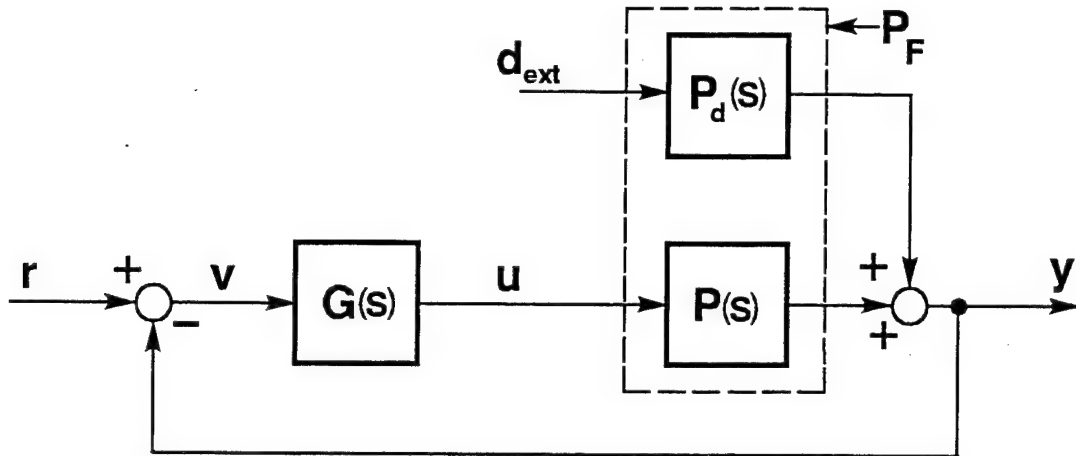 P_F
d_ext
P_d(s)
r
+
−
v
G(s)
u
P(s)
+
+
y